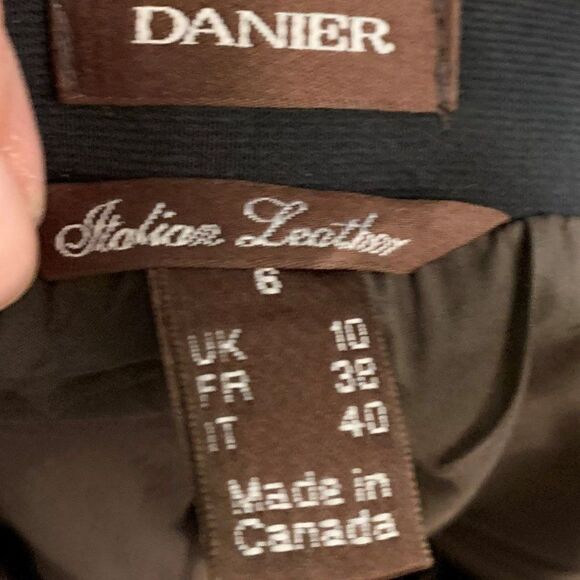 DANIER
Italian Leather
6
UK 10
FR 38
IT 40
Made in
Canada